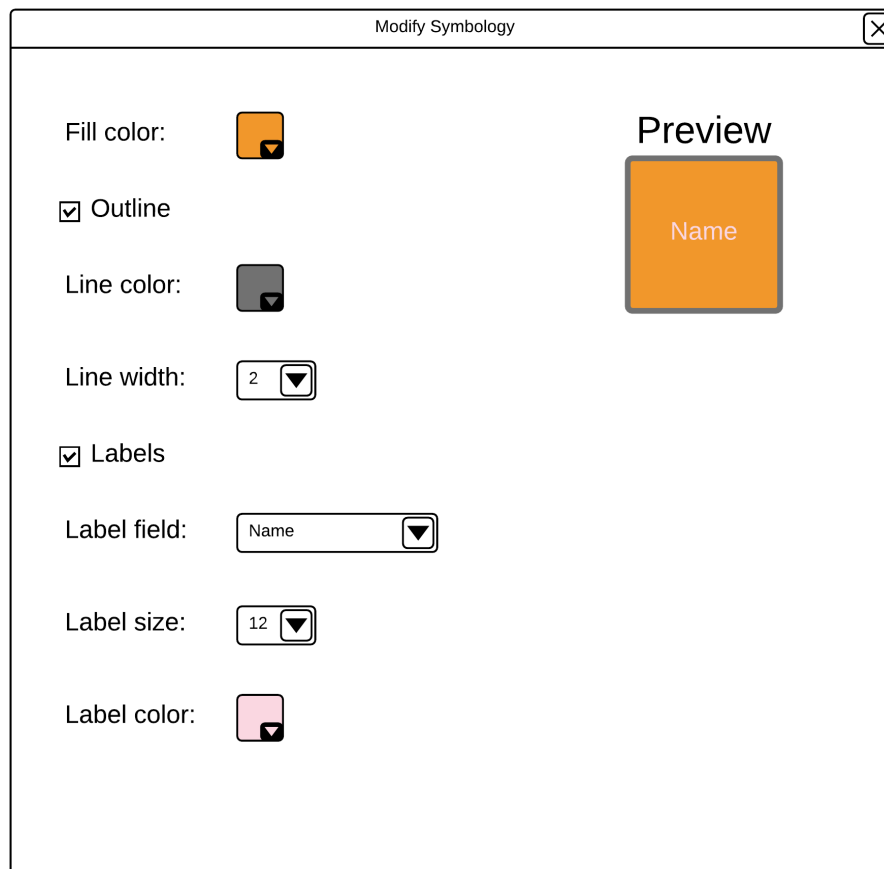 Modify Symbology
Fill color:
Preview
Outline
Name
Line color:
Line width: 2
Labels
Label field: Name
Label size: 12
Label color: